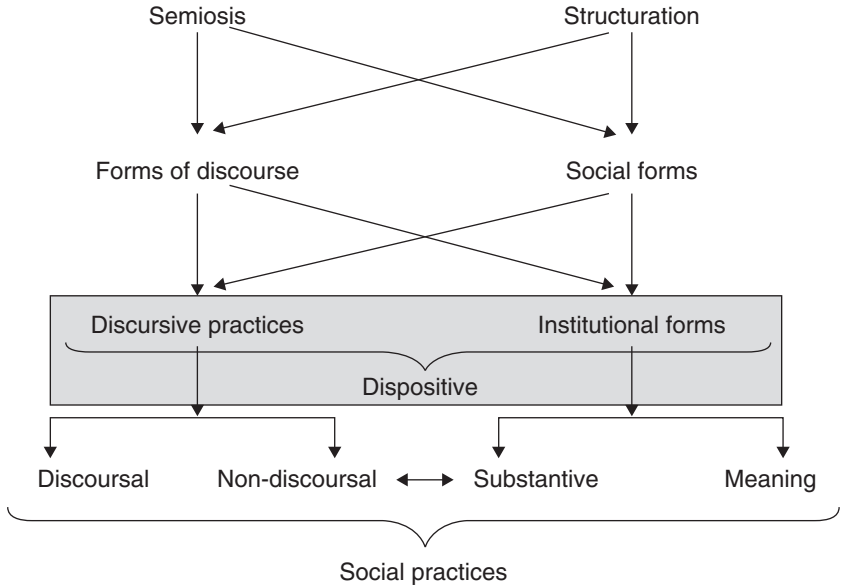 Semiosis Structuration
Forms of discourse Social forms
Discursive practices Institutional forms
Dispositive
Discoursal Non-discoursal Substantive Meaning
Social practices